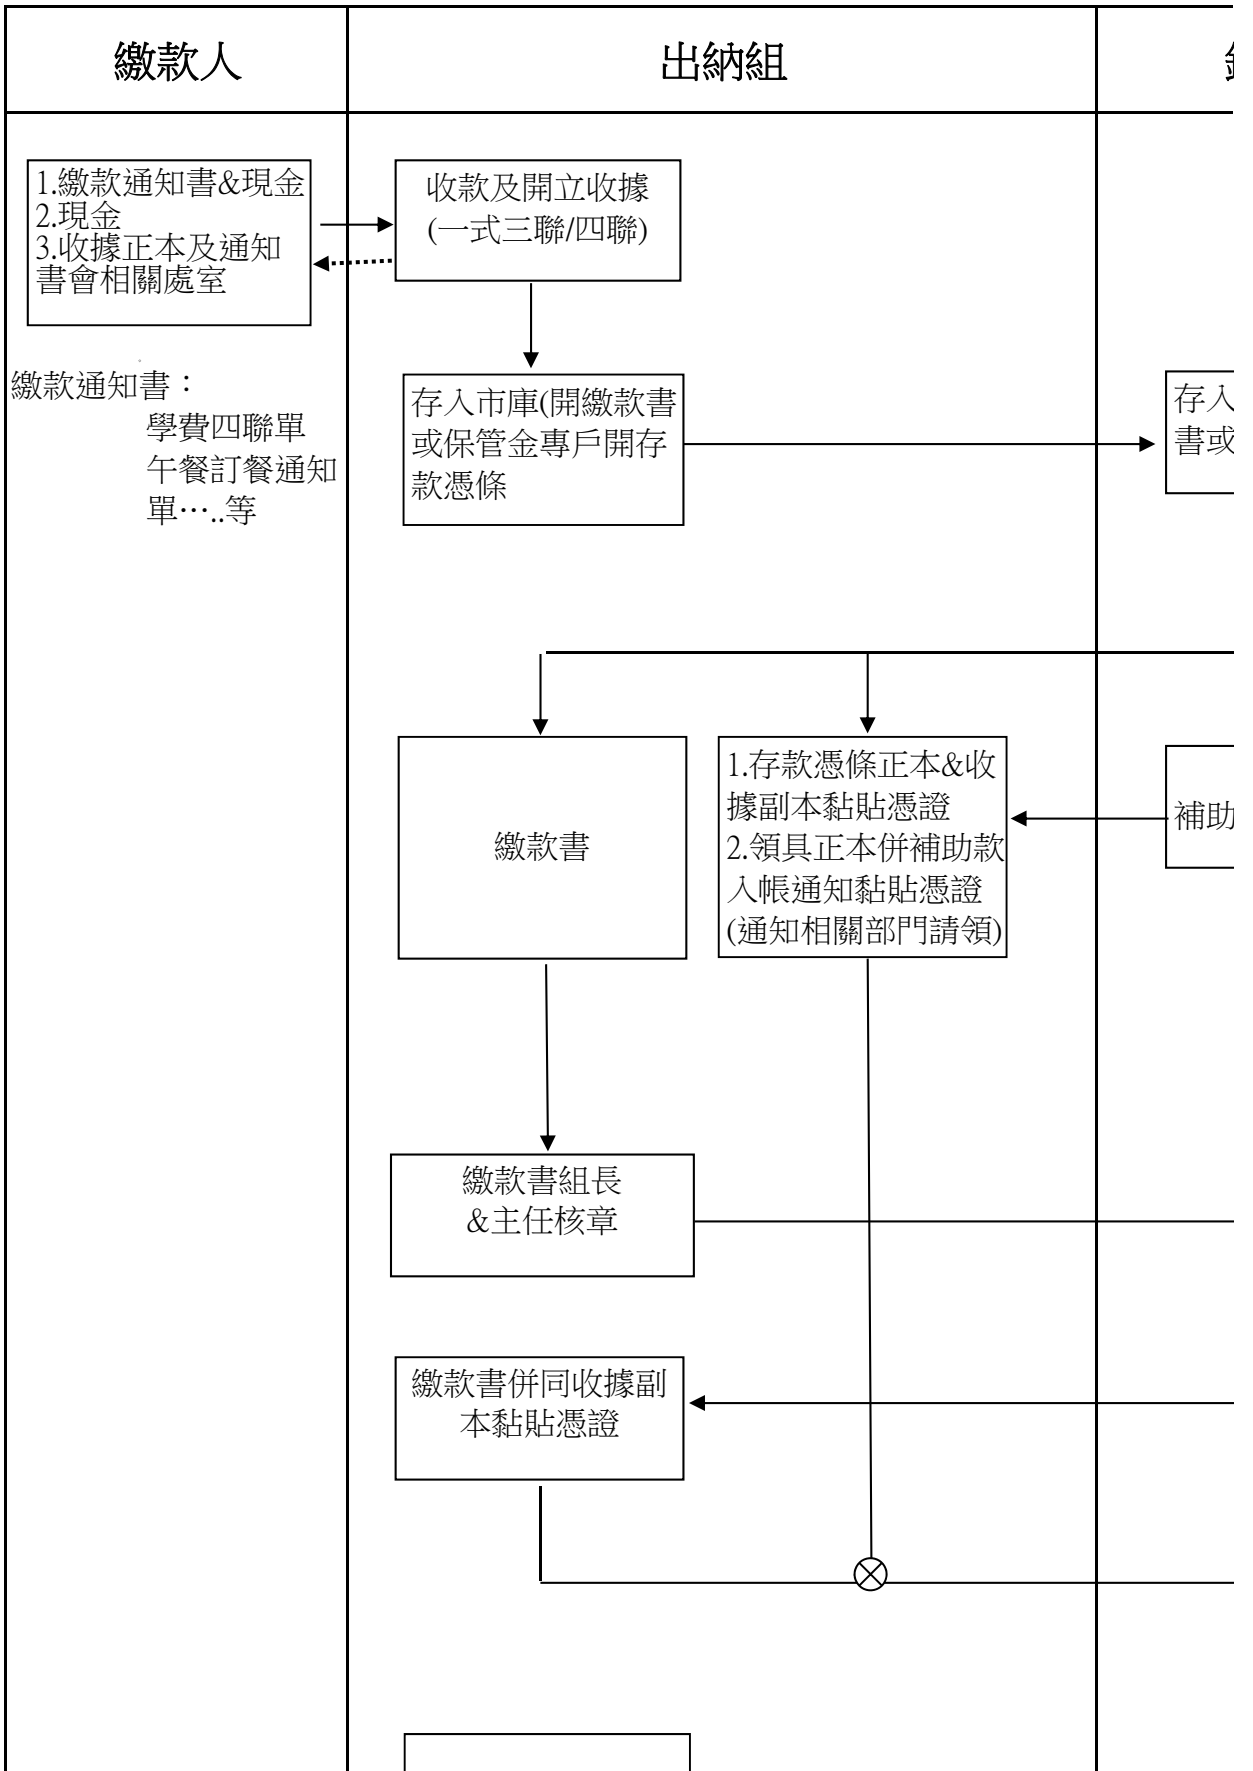 繳款人
出納組
1.繳款通知書&現金
2.現金
3.收據正本及通知
書會相關處室
收款及開立收據
(一式三聯/四聯)
繳款通知書：
學費四聯單
午餐訂餐通知
單…..等
存入市庫(開繳款書
或保管金專戶開存
款憑條
存入
書或
繳款書
1.存款憑條正本&收
據副本黏貼憑證
2.領具正本併補助款
入帳通知黏貼憑證
(通知相關部門請領)
補助
繳款書組長
&主任核章
繳款書併同收據副
本黏貼憑證